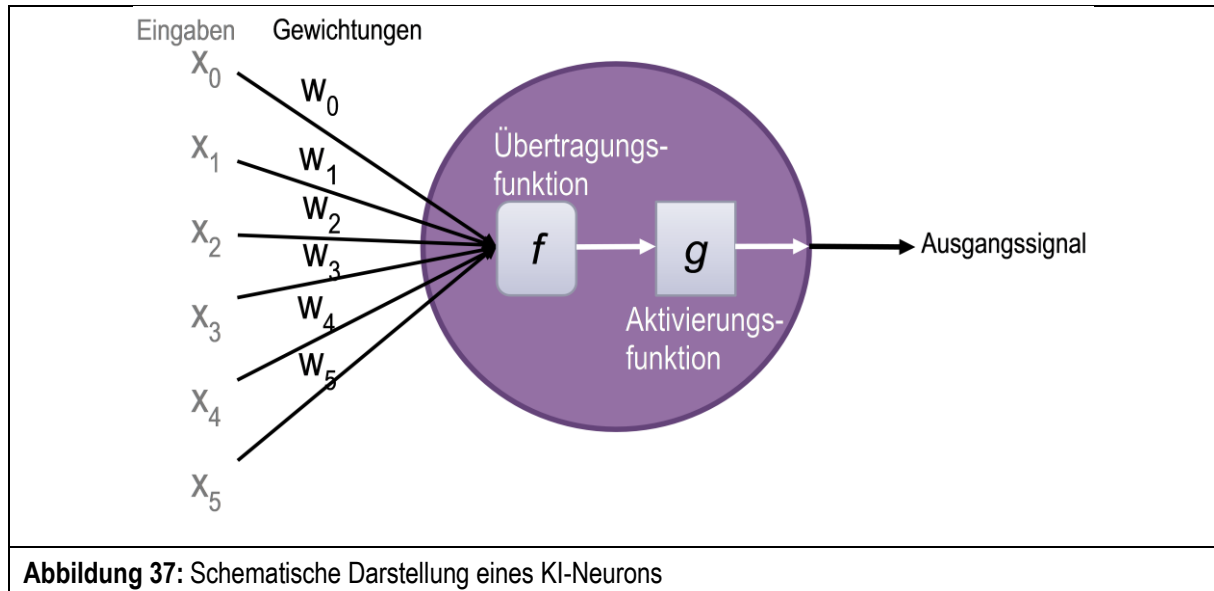 Eingaben Gewichtungen
X0
W0
X1
W1
Übertragungs-
funktion
W2
X2
W3
f
g
Ausgangssignal
X3
W4
Aktivierungs-
funktion
W5
X4
X5
Abbildung 37: Schematische Darstellung eines KI-Neurons